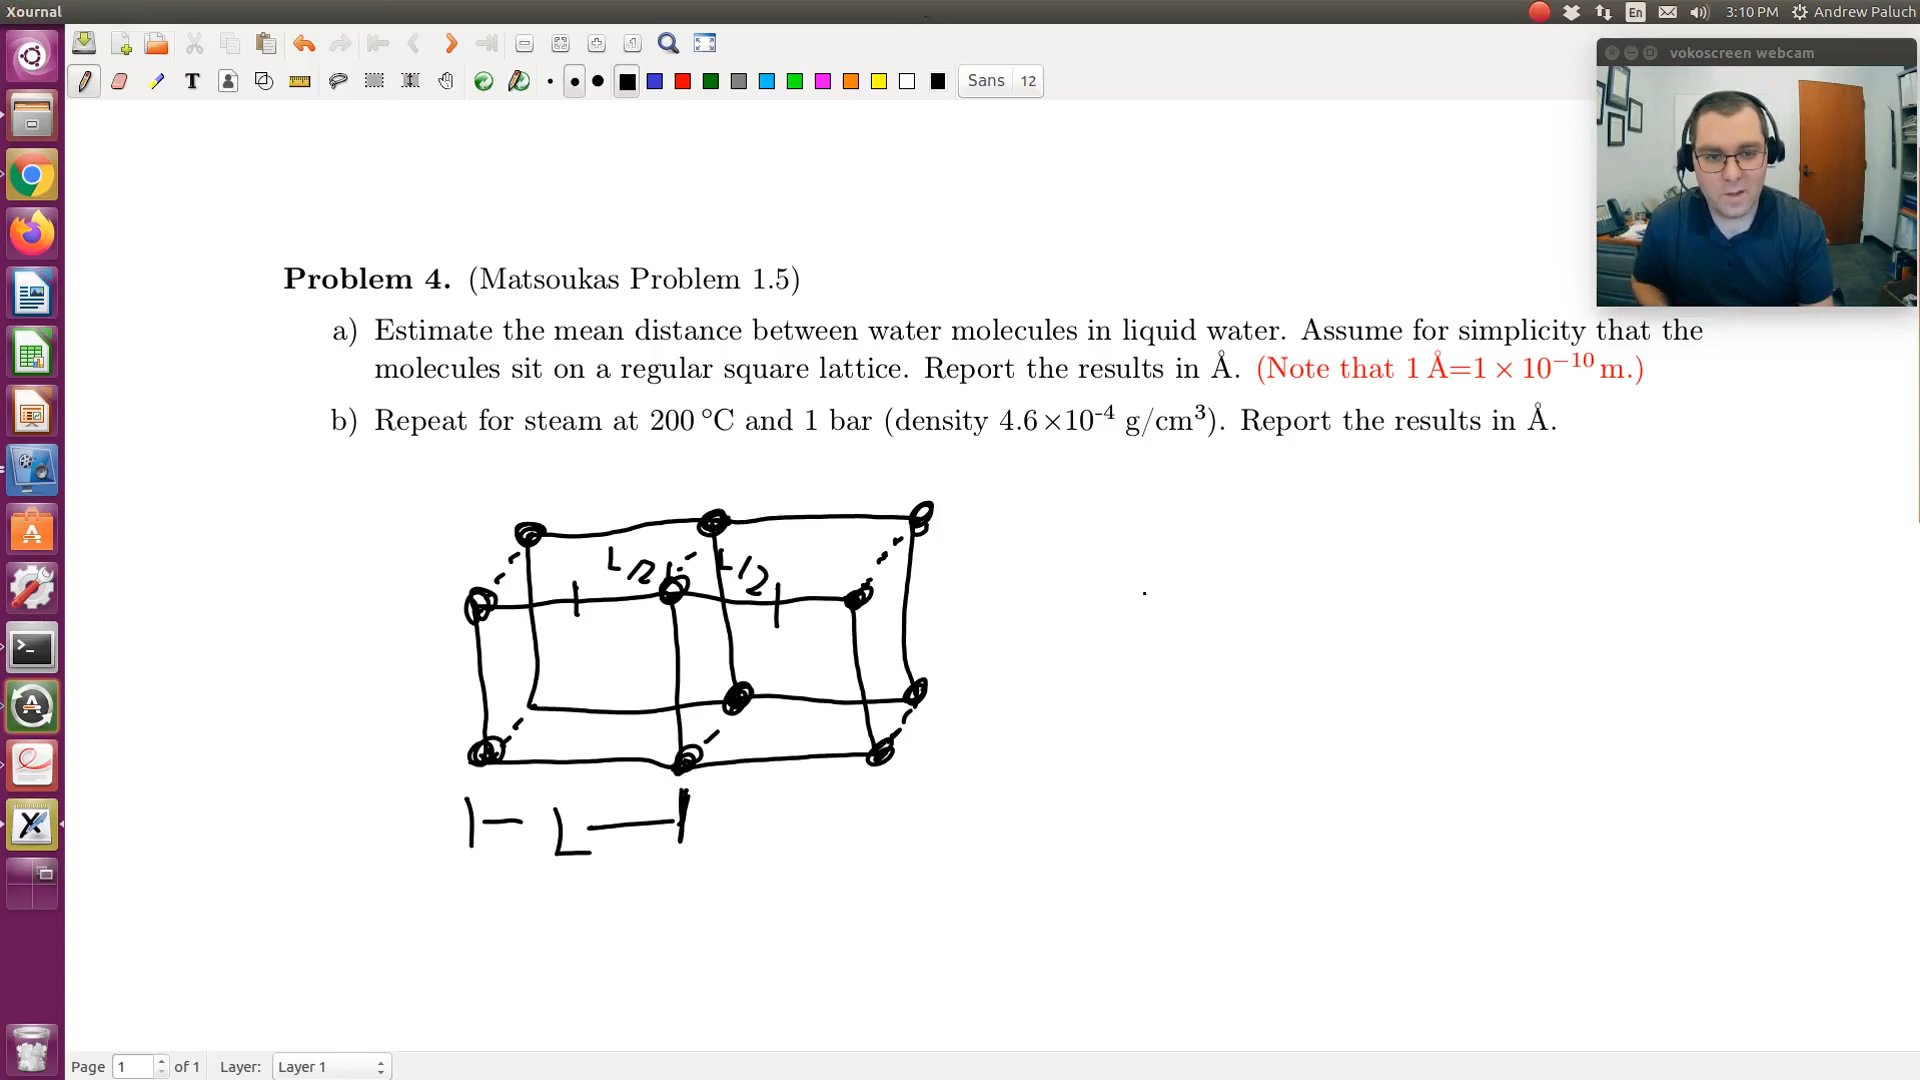 Xournal
En
3:10 PM
Andrew Paluch
vokoscreen webcam
T
Sans 12
Problem 4. (Matsoukas Problem 1.5)
a) Estimate the mean distance between water molecules in liquid water. Assume for simplicity that the
molecules sit on a regular square lattice. Report the results in Å. (Note that 1 Å=1 × 10⁻¹⁰ m.)
b) Repeat for steam at 200 °C and 1 bar (density 4.6×10⁻⁴ g/cm³). Report the results in Å.
L/2 L/2
L
Page 1 of 1 Layer: Layer 1